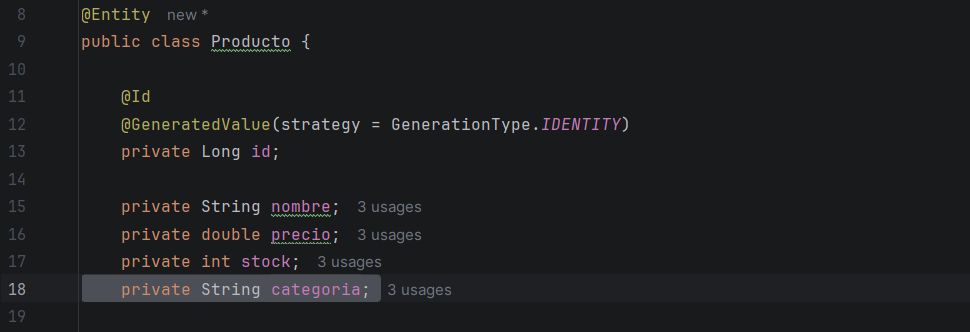 8 @Entity new *
9 public class Producto {
10
11 @Id
12 @GeneratedValue(strategy = GenerationType.IDENTITY)
13 private Long id;
14
15 private String nombre; 3 usages
16 private double precio; 3 usages
17 private int stock; 3 usages
18 private String categoria; 3 usages
19